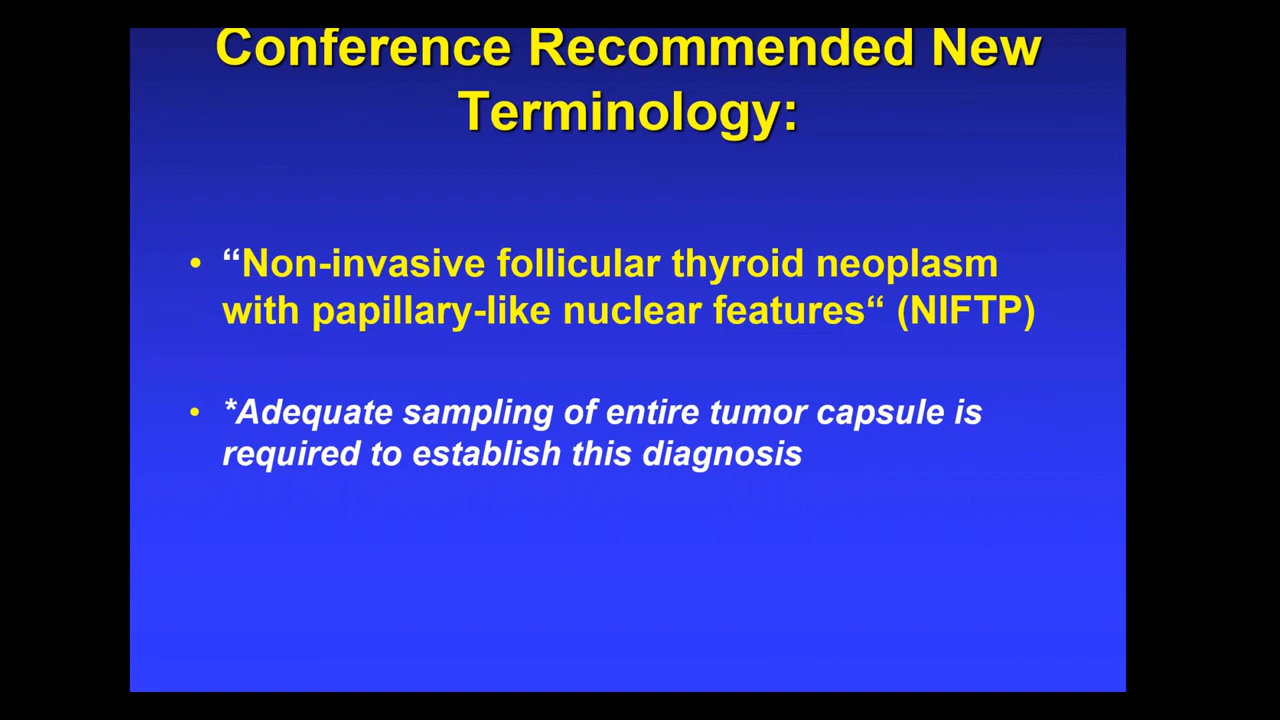 Conference Recommended New
Terminology:
• “Non-invasive follicular thyroid neoplasm
with papillary-like nuclear features“ (NIFTP)
• *Adequate sampling of entire tumor capsule is
required to establish this diagnosis